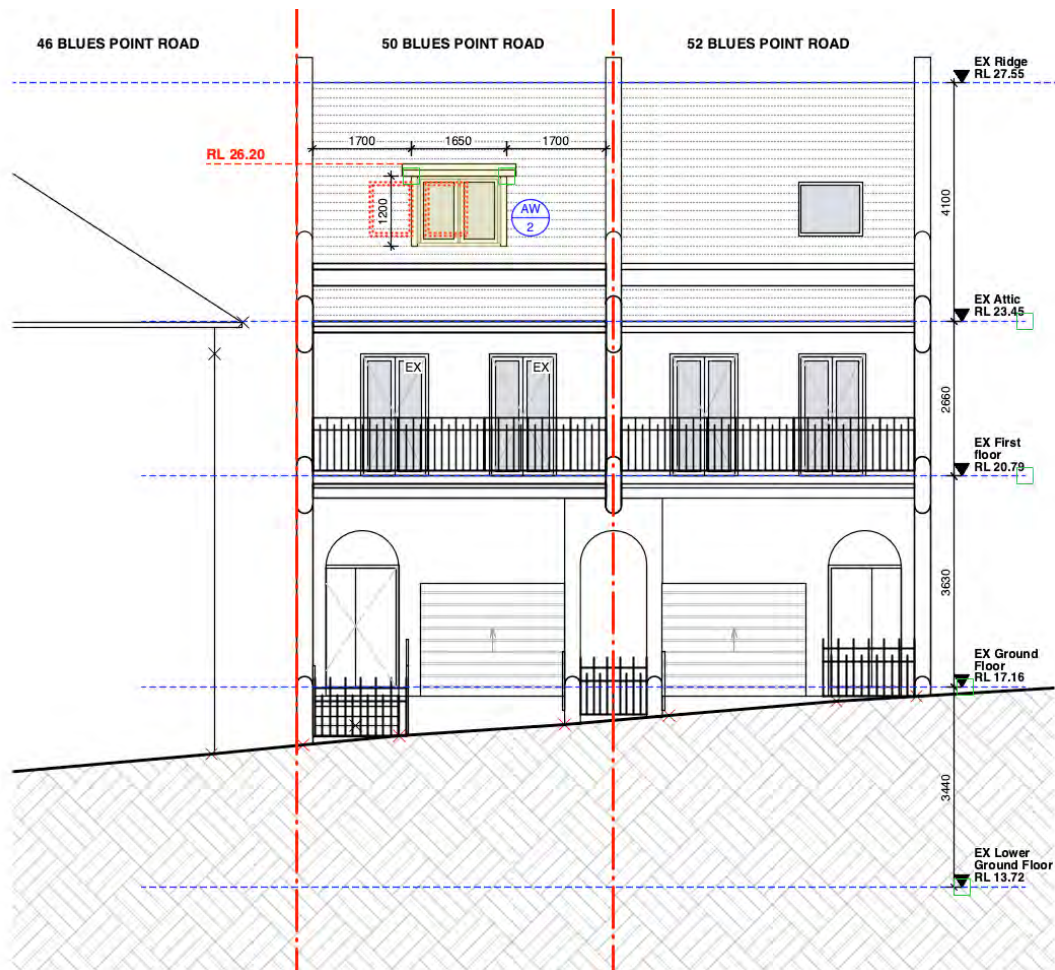 46 BLUES POINT ROAD
50 BLUES POINT ROAD
52 BLUES POINT ROAD
EX Ridge
RL 27.55
1700
1650
1700
RL 26.20
1200
AW
2
4100
EX Attic
RL 23.45
EX
EX
2660
EX First
floor
RL 20.79
3630
EX Ground
Floor
RL 17.16
3440
EX Lower
Ground Floor
RL 13.72